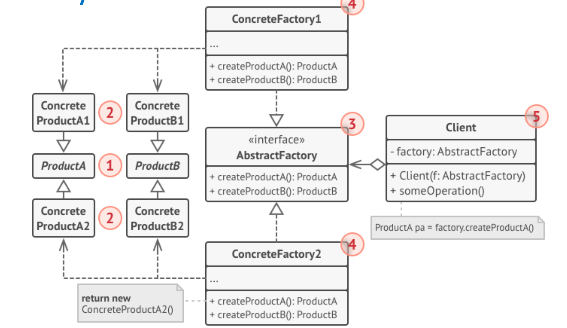 ConcreteFactory1
4
...
+ createProductA(): ProductA
+ createProductB(): ProductB
Concrete
ProductA1
2
Concrete
ProductB1
ProductA
1
ProductB
Concrete
ProductA2
2
Concrete
ProductB2
3
«interface»
AbstractFactory
+ createProductA(): ProductA
+ createProductB(): ProductB
5
Client
- factory: AbstractFactory
+ Client(f: AbstractFactory)
+ someOperation()
ProductA pa = factory.createProductA()
4
ConcreteFactory2
...
+ createProductA(): ProductA
+ createProductB(): ProductB
return new
ConcreteProductA2()